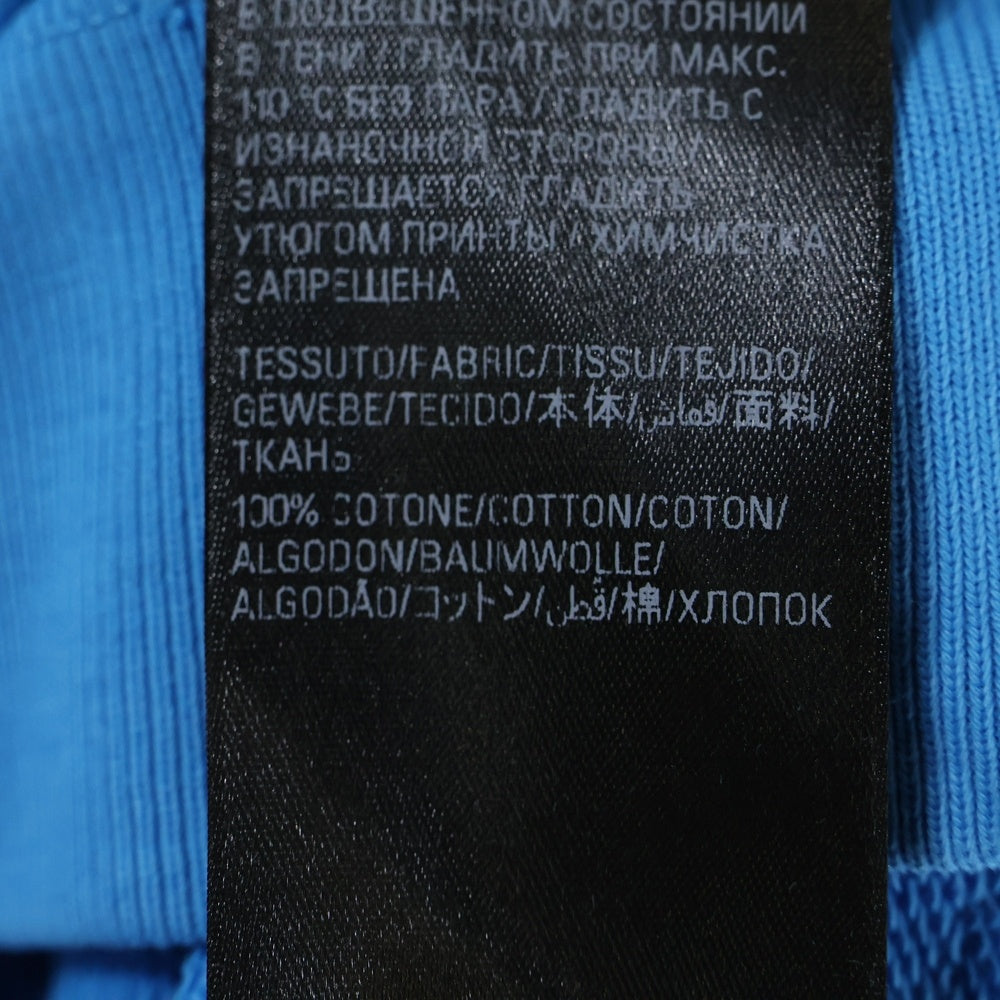 В ПОДВЕШЕННОМ СОСТОЯНИИ
В ТЕНИ / ГЛАДИТЬ ПРИ МАКС.
110 °C БЕЗ ПАРА / ГЛАДИТЬ С
ИЗНАНОЧНОЙ СТОРОНЫ /
ЗАПРЕЩАЕТСЯ ГЛАДИТЬ
УТЮГОМ ПРИНТЫ / ХИМЧИСТКА
ЗАПРЕЩЕНА
TESSUTO/FABRIC/TISSU/TEJIDO/
GEWEBE/TECIDO/本体/قماش/面料/
ТКАНЬ
100% COTONE/COTTON/COTON/
ALGODON/BAUMWOLLE/
ALGODÃO/コットン/قطن/棉/ХЛОПОК